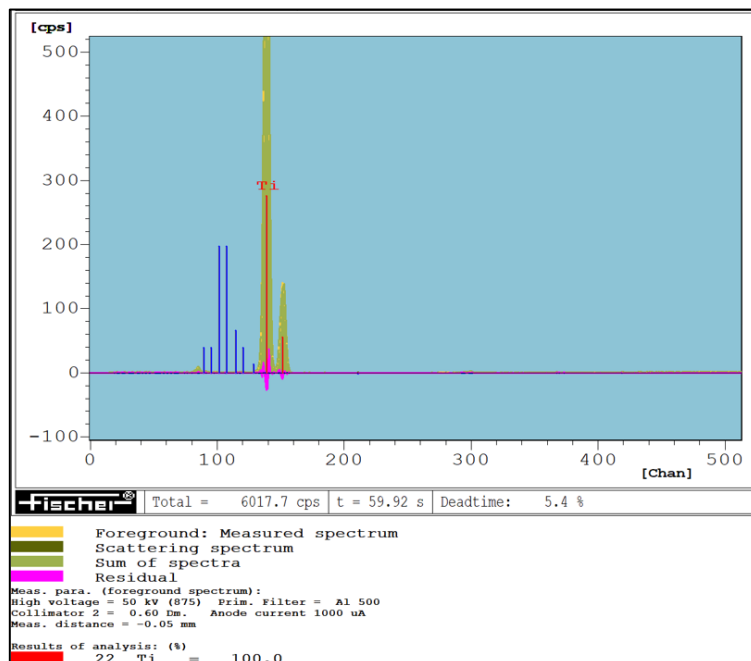 [cps]
500
400
300
Ti
200
100
0
-100
0 100 200 300 400 500
[Chan]
Fischer® Total = 6017.7 cps t = 59.92 s Deadtime: 5.4 %
Foreground: Measured spectrum
Scattering spectrum
Sum of spectra
Residual
Meas. para. (foreground spectrum):
High voltage = 50 kV (875) Prim. Filter = Al 500
Collimator 2 = 0.60 Dm. Anode current 1000 uA
Meas. distance = -0.05 mm
Results of analysis: (%)
22 Ti = 100.0